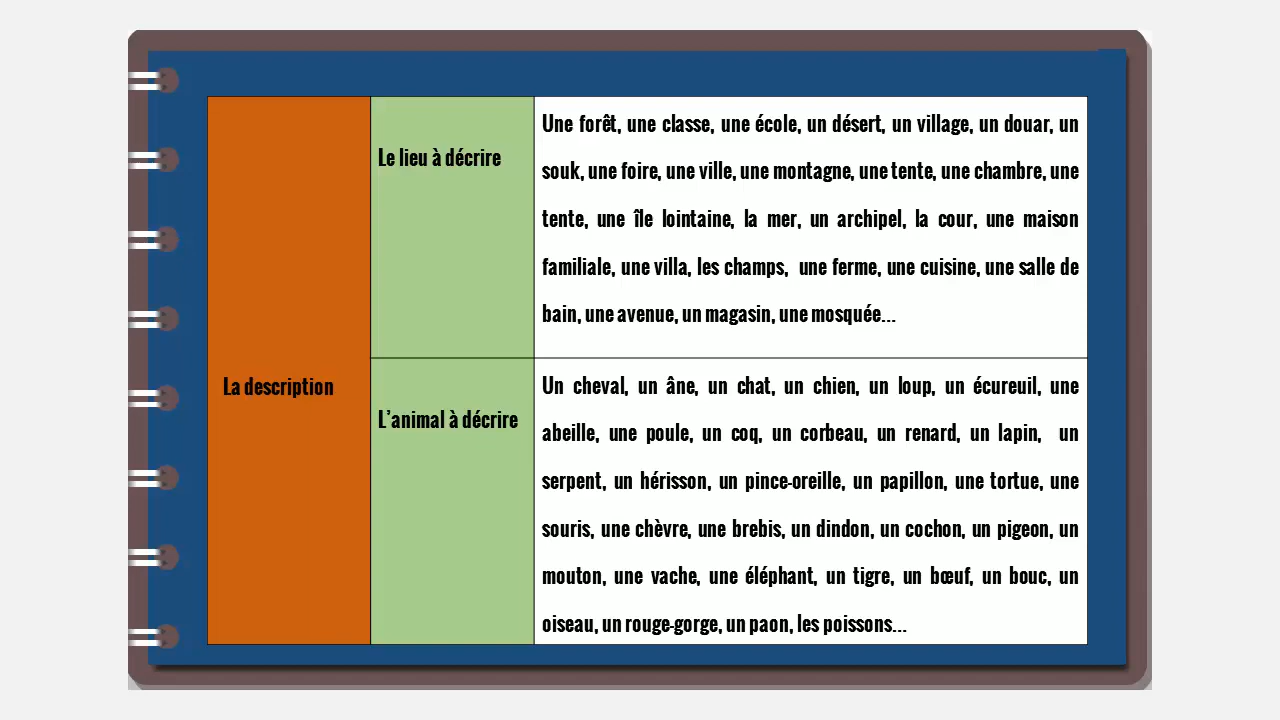 La description
Le lieu à décrire
Une forêt, une classe, une école, un désert, un village, un douar, un
souk, une foire, une ville, une montagne, une tente, une chambre, une
tente, une île lointaine, la mer, un archipel, la cour, une maison
familiale, une villa, les champs, une ferme, une cuisine, une salle de
bain, une avenue, un magasin, une mosquée...
L'animal à décrire
Un cheval, un âne, un chat, un chien, un loup, un écureuil, une
abeille, une poule, un coq, un corbeau, un renard, un lapin, un
serpent, un hérisson, un pince-oreille, un papillon, une tortue, une
souris, une chèvre, une brebis, un dindon, un cochon, un pigeon, un
mouton, une vache, une éléphant, un tigre, un bœuf, un bouc, un
oiseau, un rouge-gorge, un paon, les poissons...